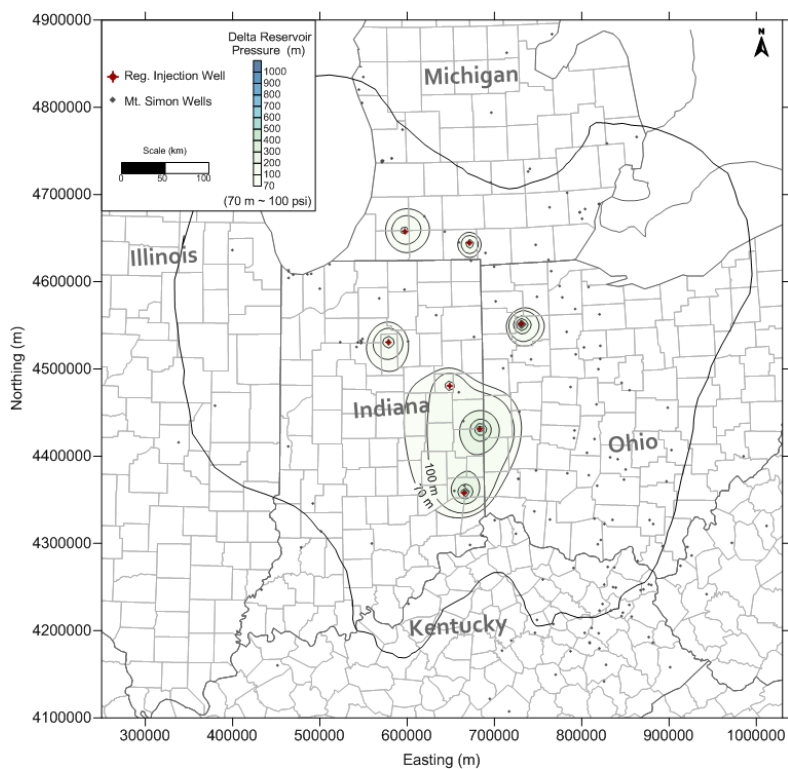 4900000
4800000
4700000
4600000
4500000
4400000
4300000
4200000
4100000
Northing (m)
Reg. Injection Well
Mt. Simon Wells
Scale (km)
0 50 100
Delta Reservoir
Pressure (m)
1000
900
800
700
600
500
400
300
200
100
70
(70 m ~ 100 psi)
N
Michigan
Illinois
Indiana
Ohio
100 m
70 m
Kentucky
300000 400000 500000 600000 700000 800000 900000 1000000
Easting (m)